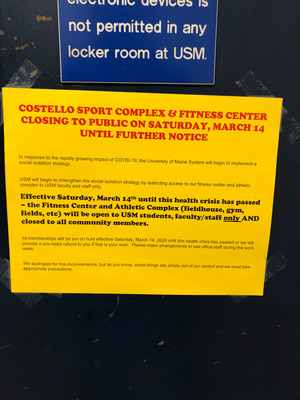 electronic devices is
not permitted in any
locker room at USM.
COSTELLO SPORT COMPLEX & FITNESS CENTER
CLOSING TO PUBLIC ON SATURDAY, MARCH 14
UNTIL FURTHER NOTICE
In response to the rapidly growing impact of COVID-19, the University of Maine System will begin to implement a
social isolation strategy.
USM will begin to strengthen the social isolation strategy by restricting access to our fitness center and athletic
complex to USM faculty and staff only.
Effective Saturday, March 14th until this health crisis has passed
– the Fitness Center and Athletic Complex (fieldhouse, gym,
fields, etc) will be open to USM students, faculty/staff only AND
closed to all community members.
All memberships will be put on hold effective Saturday, March 14, 2020 until this health crisis has passed or we will
provide a pro-rated refund to you if that is your wish. Please make arrangements to see office staff during the work
week.
We apologize for this inconvenience, but as you know, some things are simply out of our control and we must take
appropriate precautions.